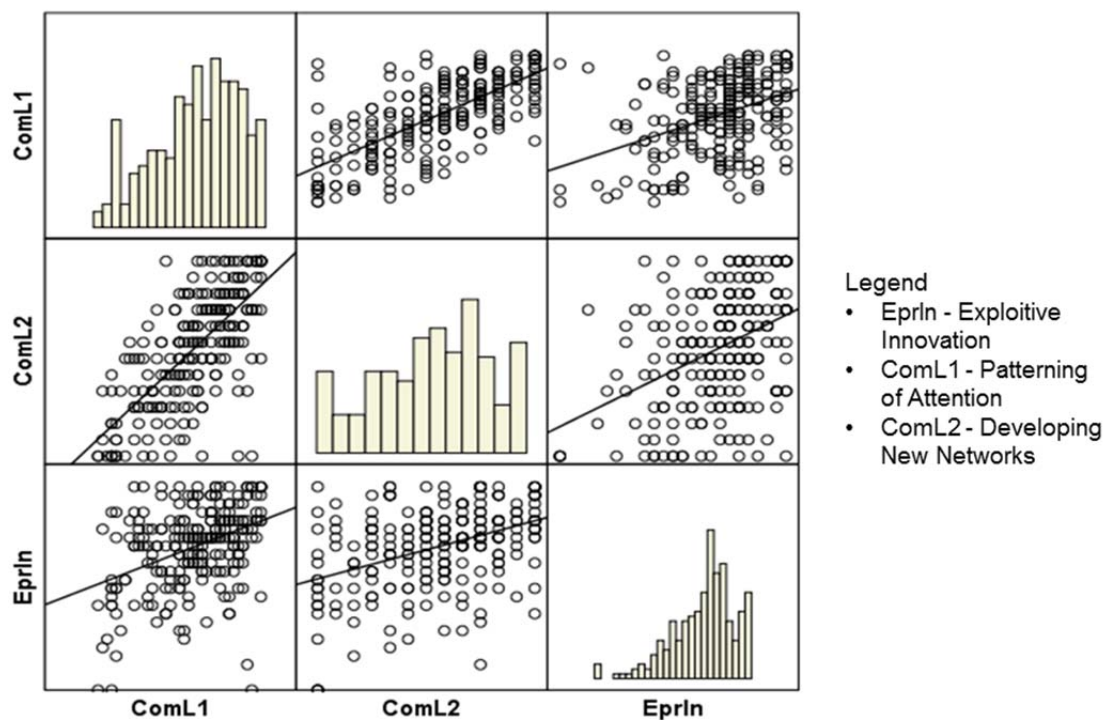 ComL1
ComL2
EprIn
ComL1
ComL2
EprIn
Legend
• EprIn - Exploitive
Innovation
• ComL1 - Patterning
of Attention
• ComL2 - Developing
New Networks